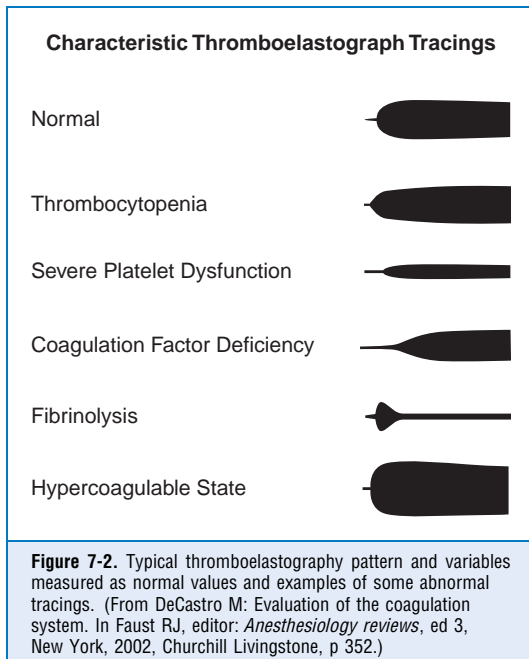 Characteristic Thromboelastograph Tracings
Normal
Thrombocytopenia
Severe Platelet Dysfunction
Coagulation Factor Deficiency
Fibrinolysis
Hypercoagulable State
Figure 7-2. Typical thromboelastography pattern and variables
measured as normal values and examples of some abnormal
tracings. (From DeCastro M: Evaluation of the coagulation
system. In Faust RJ, editor: Anesthesiology reviews, ed 3,
New York, 2002, Churchill Livingstone, p 352.)